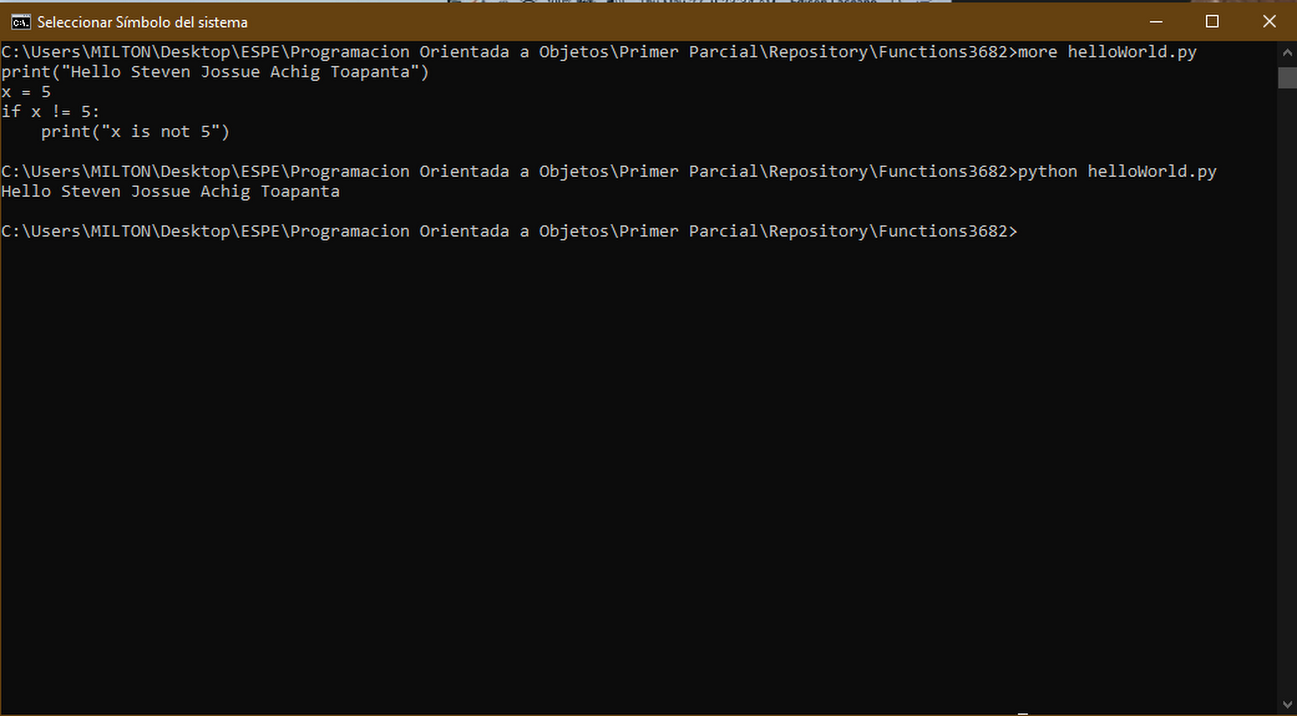 Seleccionar Símbolo del sistema
C:\Users\MILTON\Desktop\ESPE\Programacion Orientada a Objetos\Primer Parcial\Repository\Functions3682>more helloWorld.py
print("Hello Steven Jossue Achig Toapanta")
x = 5
if x != 5:
    print("x is not 5")
C:\Users\MILTON\Desktop\ESPE\Programacion Orientada a Objetos\Primer Parcial\Repository\Functions3682>python helloWorld.py
Hello Steven Jossue Achig Toapanta
C:\Users\MILTON\Desktop\ESPE\Programacion Orientada a Objetos\Primer Parcial\Repository\Functions3682>